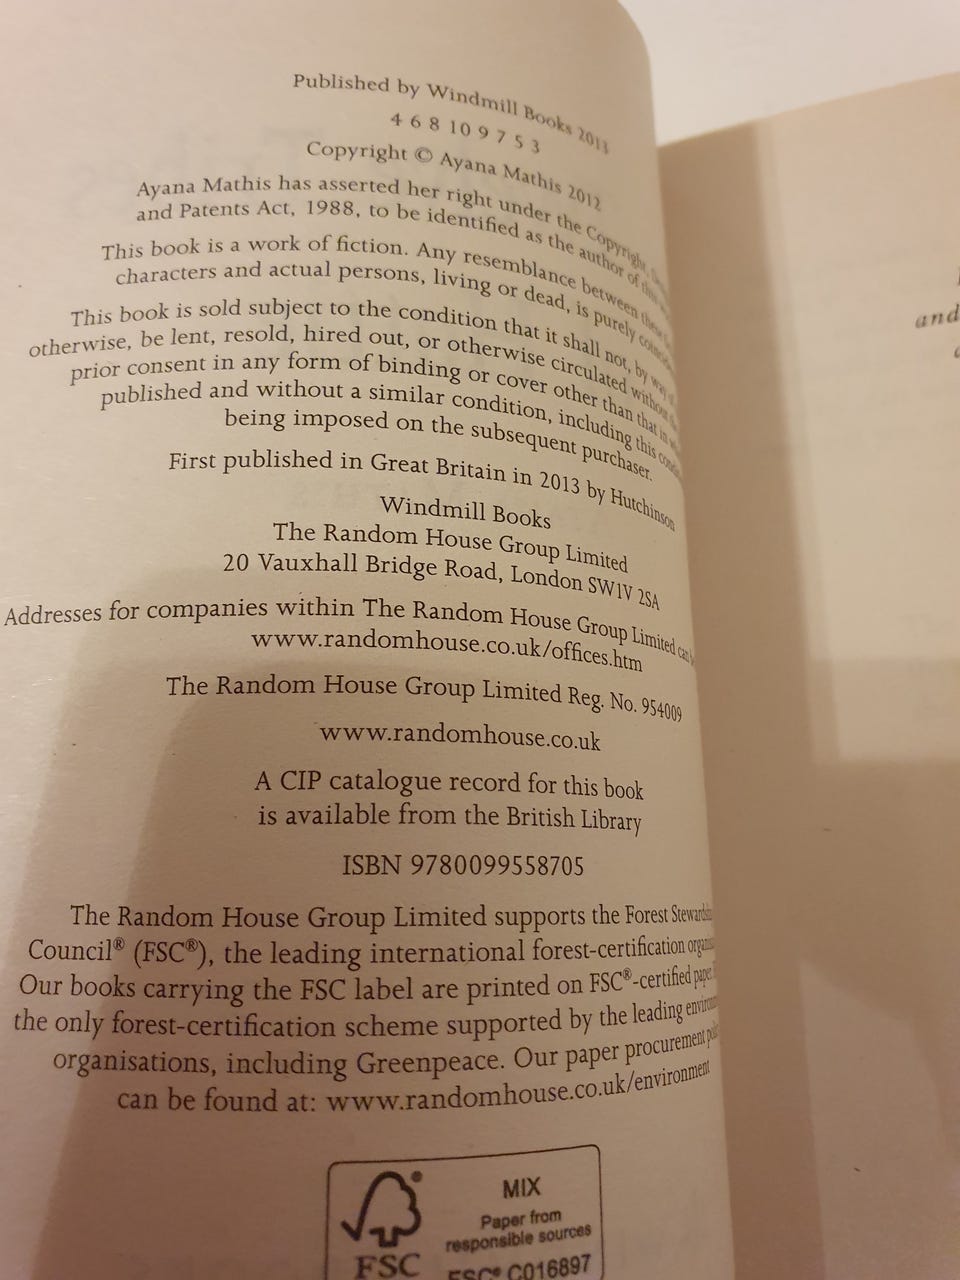 Published by Windmill Books 2013
4 6 8 10 9 7 5 3
Copyright © Ayana Mathis 2012
Ayana Mathis has asserted her right under the Copyright,
and Patents Act, 1988, to be identified as the author of this
This book is a work of fiction. Any resemblance between these
characters and actual persons, living or dead, is purely
This book is sold subject to the condition that it shall not, by way
otherwise, be lent, resold, hired out, or otherwise circulated without
prior consent in any form of binding or cover other than that in
published and without a similar condition, including this
being imposed on the subsequent purchaser.
First published in Great Britain in 2013 by Hutchinson
Windmill Books
The Random House Group Limited
20 Vauxhall Bridge Road, London SW1V 2SA
Addresses for companies within The Random House Group Limited can
www.randomhouse.co.uk/offices.htm
The Random House Group Limited Reg. No. 954009
www.randomhouse.co.uk
A CIP catalogue record for this book
is available from the British Library
ISBN 9780099558705
The Random House Group Limited supports the Forest
Council® (FSC®), the leading international forest-certification
Our books carrying the FSC label are printed on FSC®-certified paper
the only forest-certification scheme supported by the leading
organisations, including Greenpeace. Our paper procurement
can be found at: www.randomhouse.co.uk/environment
MIX
Paper from
responsible sources
FSC
FSC® C016897
and